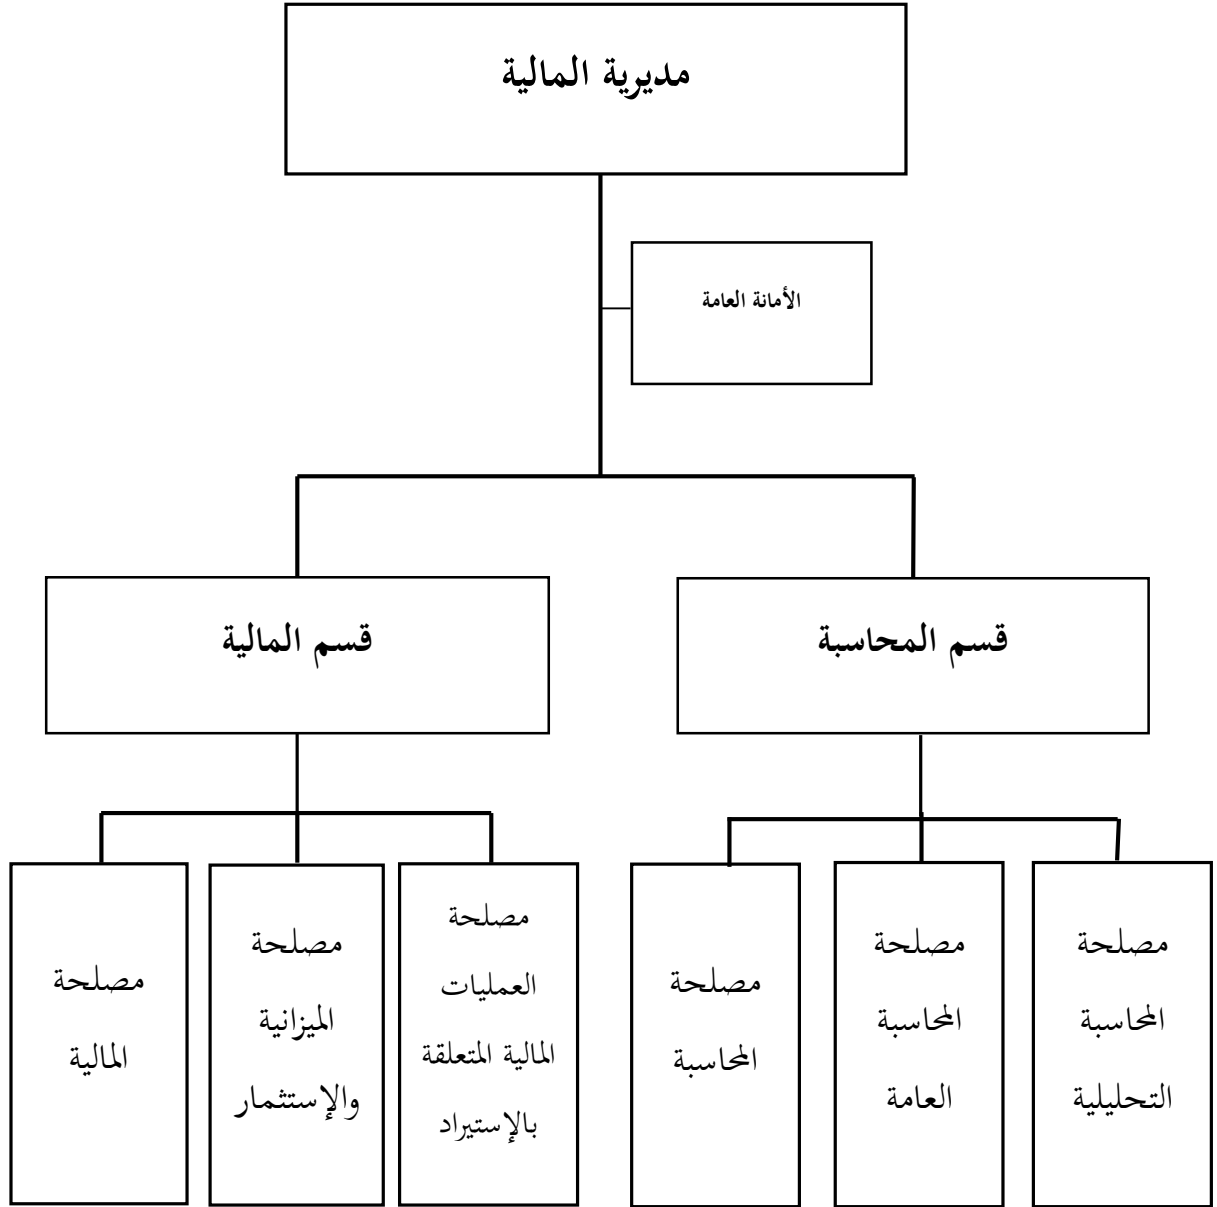 مديرية المالية
الأمانة العامة
قسم المحاسبة
قسم المالية
مصلحة
المحاسبة
التحليلية
مصلحة
المحاسبة
العامة
مصلحة
المحاسبة
مصلحة
العمليات
المالية المتعلقة
بالإستيراد
مصلحة
الميزانية
والإستثمار
مصلحة
المالية